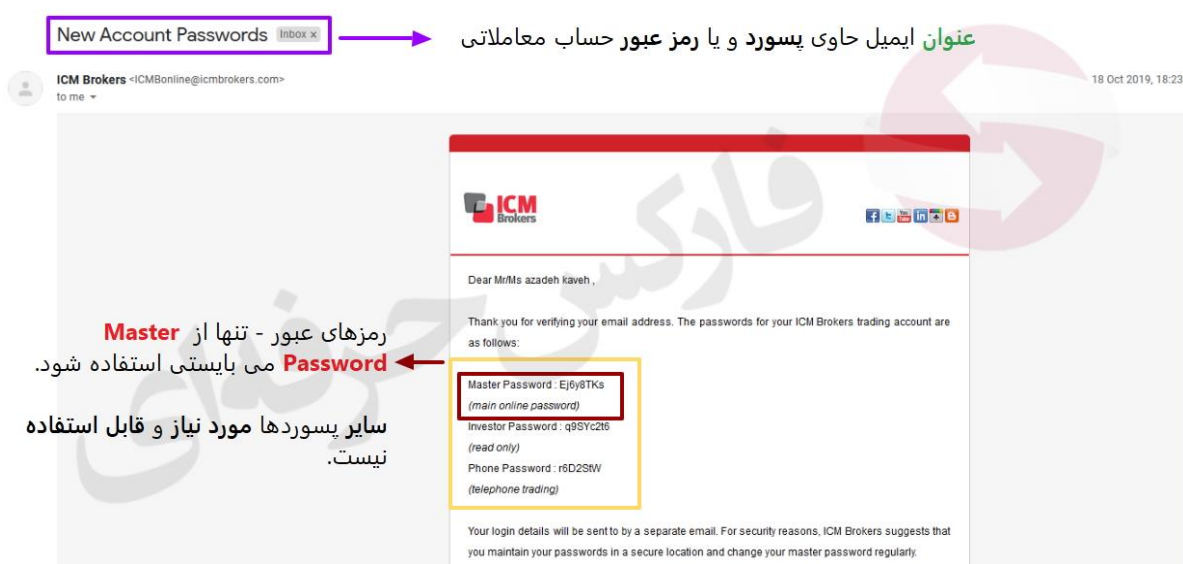 New Account Passwords Inbox x
عنوان ایمیل حاوی پسورد و یا رمز عبور حساب معاملاتی
ICM Brokers <ICMBonline@icmbrokers.com>
18 Oct 2019, 18:23
to me
ICM
Brokers
Dear Mr/Ms azadeh kaveh ,
Thank you for verifying your email address. The passwords for your ICM Brokers trading account are
as follows:
رمزهای عبور - تنها از Master
Password می بایستی استفاده شود.
سایر پسوردها مورد نیاز و قابل استفاده
نیست.
Master Password : Ej6y8TKs
(main online password)
Investor Password : q9SYc2t6
(read only)
Phone Password : r6D2StW
(telephone trading)
Your login details will be sent to by a separate email. For security reasons, ICM Brokers suggests that
you maintain your passwords in a secure location and change your master password regularly.
فارکس حرفه‌ای